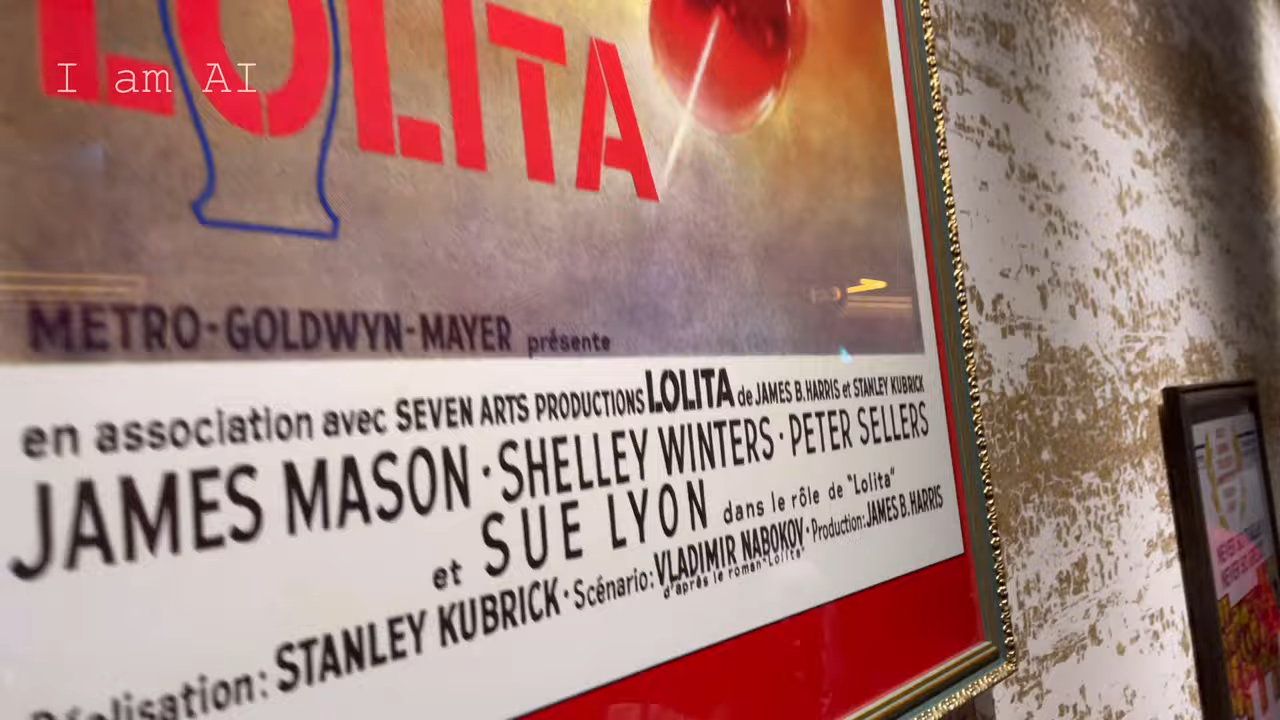 LOLITA
I am AI
METRO-GOLDWYN-MAYER présente
en association avec SEVEN ARTS PRODUCTIONS LOLITA de JAMES B. HARRIS et STANLEY KUBRICK
JAMES MASON · SHELLEY WINTERS · PETER SELLERS
et SUE LYON dans le rôle de "Lolita"
Réalisation: STANLEY KUBRICK · Scénario: VLADIMIR NABOKOV · Production: JAMES B. HARRIS
d'après le roman "Lolita"